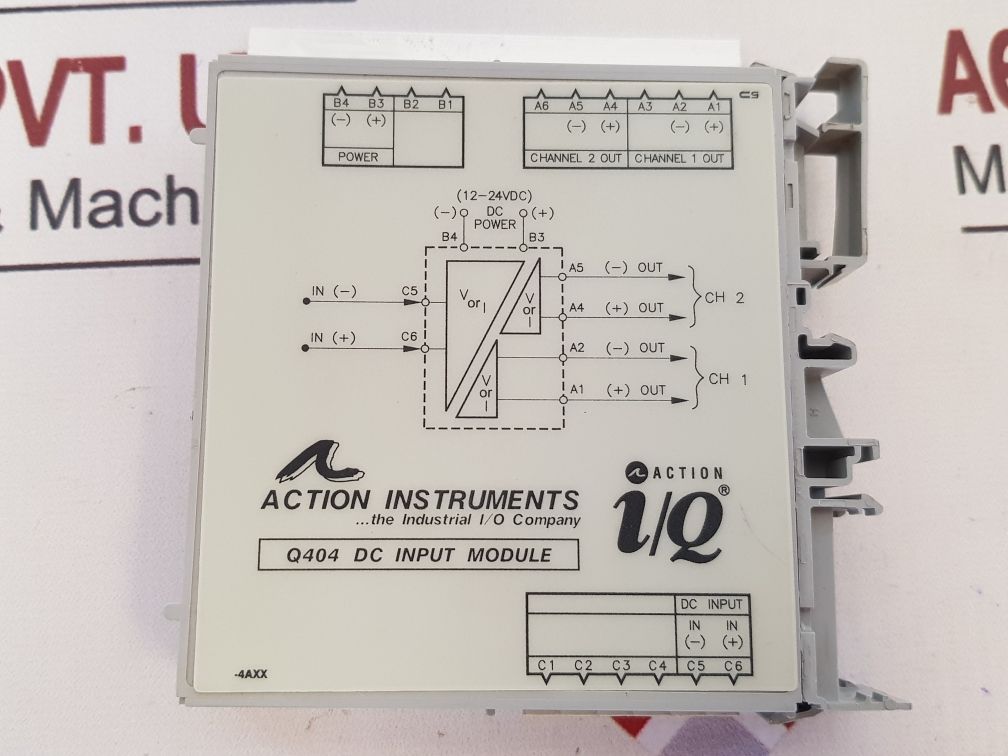 PVT.
& Mach
A
M
B4 B3 B2 B1
(-) (+)
POWER
A6 A5 A4 A3 A2 A1
(-) (+) (-) (+)
CHANNEL 2 OUT CHANNEL 1 OUT
(12-24VDC)
(-) DC (+)
POWER
B4 B3
IN (-) C5
IN (+) C6
V or I
V
or
I
V
or
I
A5 (-) OUT
A4 (+) OUT
CH 2
A2 (-) OUT
A1 (+) OUT
CH 1
ACTION INSTRUMENTS
...the Industrial I/O Company
Q404 DC INPUT MODULE
ACTION
i/Q®
DC INPUT
IN IN
(-) (+)
C1 C2 C3 C4 C5 C6
-4AXX